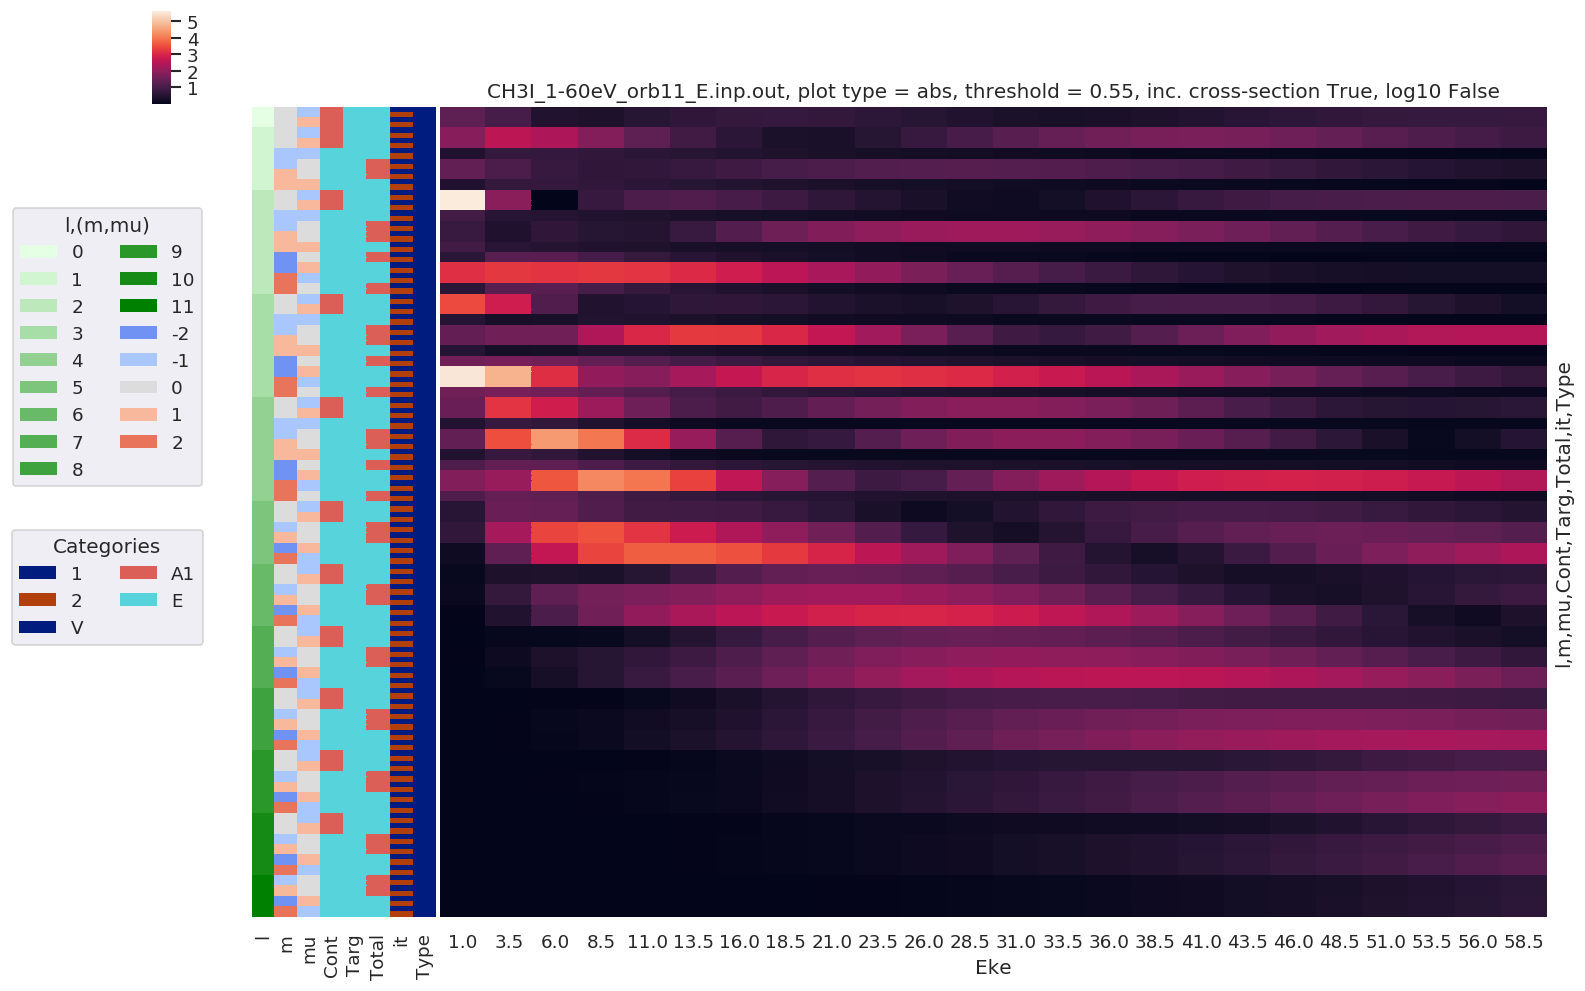 5
4
3
2
1
CH3I_1-60eV_orb11_E.inp.out, plot type = abs, threshold = 0.55, inc. cross-section True, log10 False
l,(m,mu)
0 9
1 10
2 11
3 -2
4 -1
5 0
6 1
7 2
8
Categories
1 A1
2 E
V
l,m,mu,Cont,Targ,Total,it,Type
l m mu Cont Targ Total it Type
1.0 3.5 6.0 8.5 11.0 13.5 16.0 18.5 21.0 23.5 26.0 28.5 31.0 33.5 36.0 38.5 41.0 43.5 46.0 48.5 51.0 53.5 56.0 58.5
Eke